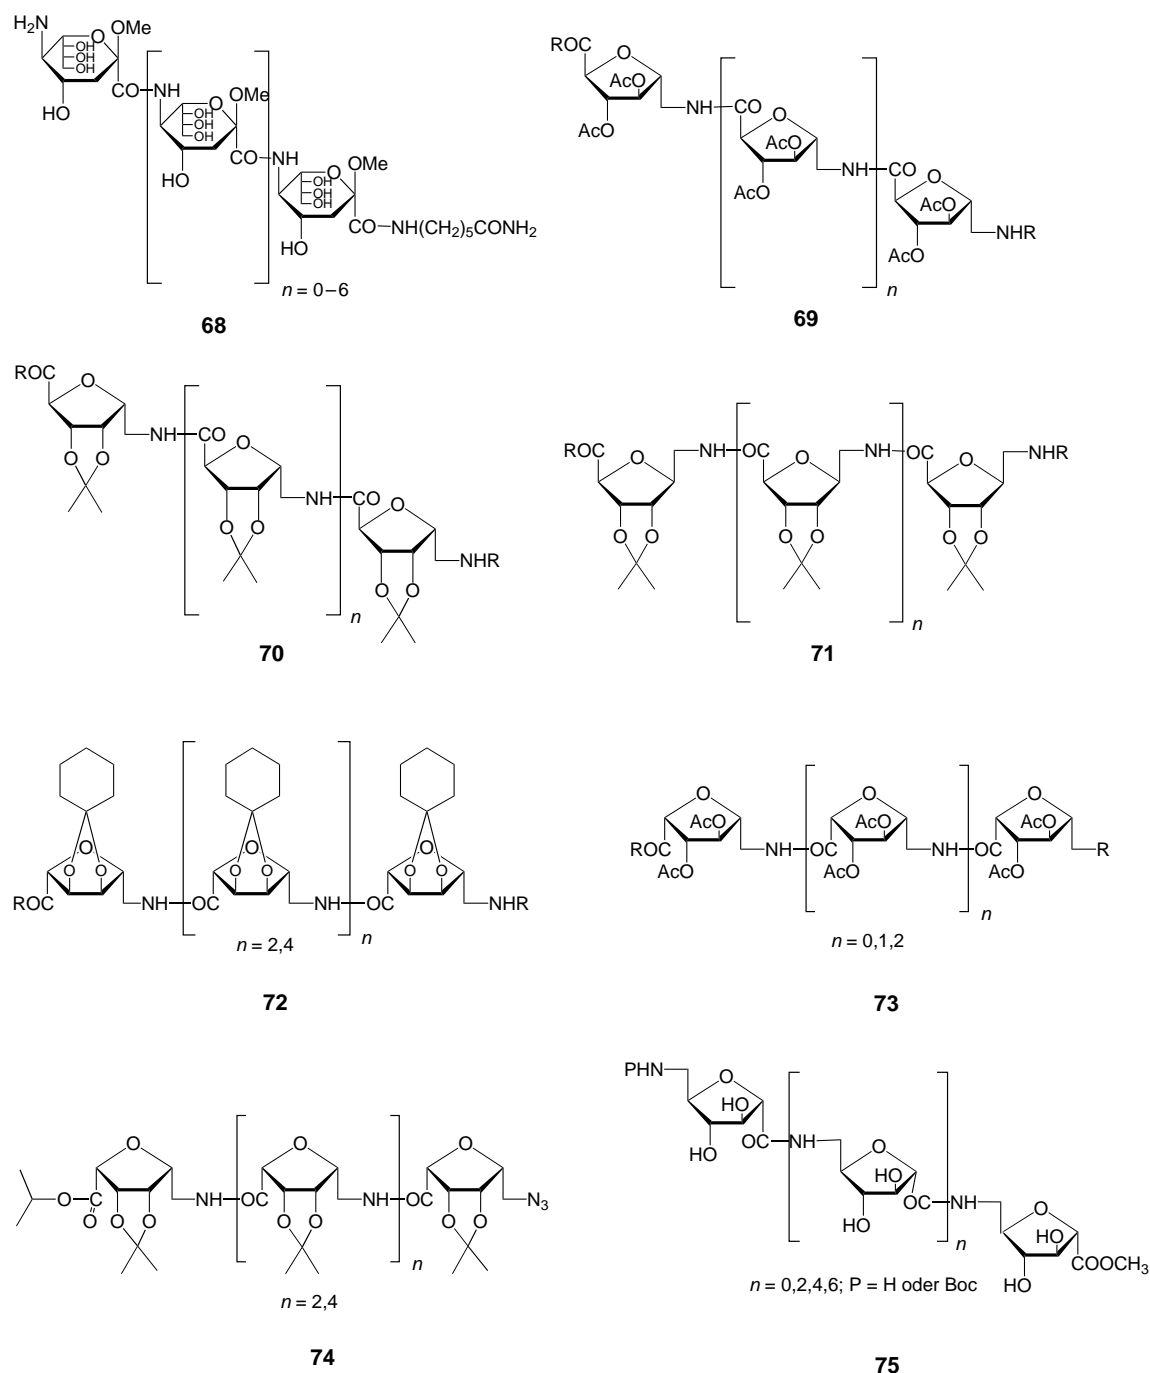 H₂N
O OMe
OH
OH
OH
HO
CO NH
O OMe
OH
OH
OH
HO
CO NH
O OMe
OH
OH
OH
HO
CO NH(CH₂)₅CONH₂
n = 0–6
68
ROC
O
AcO
AcO
NH CO
O
AcO
AcO
NH CO
O
AcO
AcO
NHR
n
69
ROC
O
O O
NH CO
O
O O
NH CO
O
O O
NHR
n
70
ROC
O
O O
NH OC
O
O O
NH OC
O
O O
NHR
n
71
O
O O
ROC
NH OC
O
O O
NH OC
O
O O
NHR
n = 2,4
n
72
O
AcO
ROC
AcO
NH OC
O
AcO
AcO
NH OC
O
AcO
AcO
R
n
n = 0,1,2
73
O
O C
O
O O
NH OC
O
O O
NH OC
O
O O
N₃
n
n = 2,4
74
PHN
O
HO
HO
OC NH
O
HO
HO
OC NH
O
HO
HO
COOCH₃
n
n = 0,2,4,6; P = H oder Boc
75